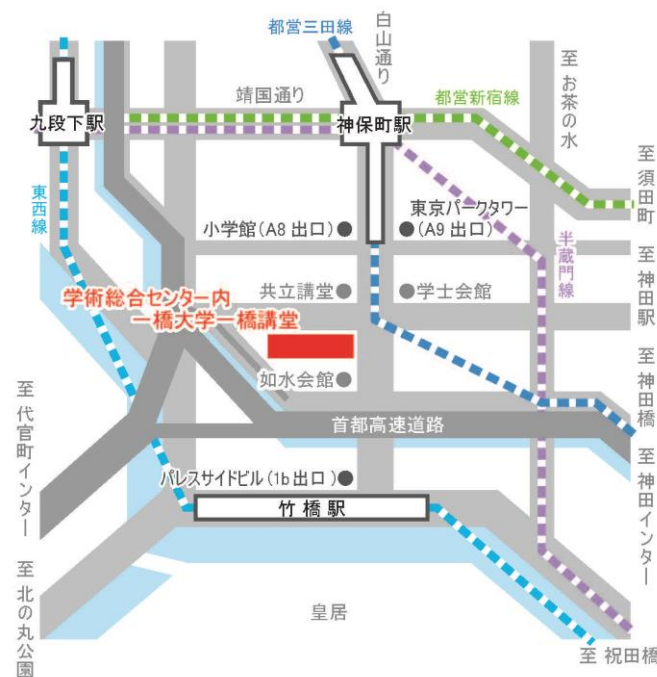 都営三田線
白山通り
至 お茶の水
靖国通り
都営新宿線
九段下駅
神保町駅
至 須田町
東西線
小学館(A8 出口)
東京パークタワー
(A9 出口)
半蔵門線
至 神田駅
学術総合センター内
一橋大学一橋講堂
共立講堂
学士会館
如水会館
至 神田橋
首都高速道路
至 代官町インター
至 神田インター
パレスサイドビル(1b 出口)
竹橋駅
至 北の丸公園
皇居
至 祝田橋